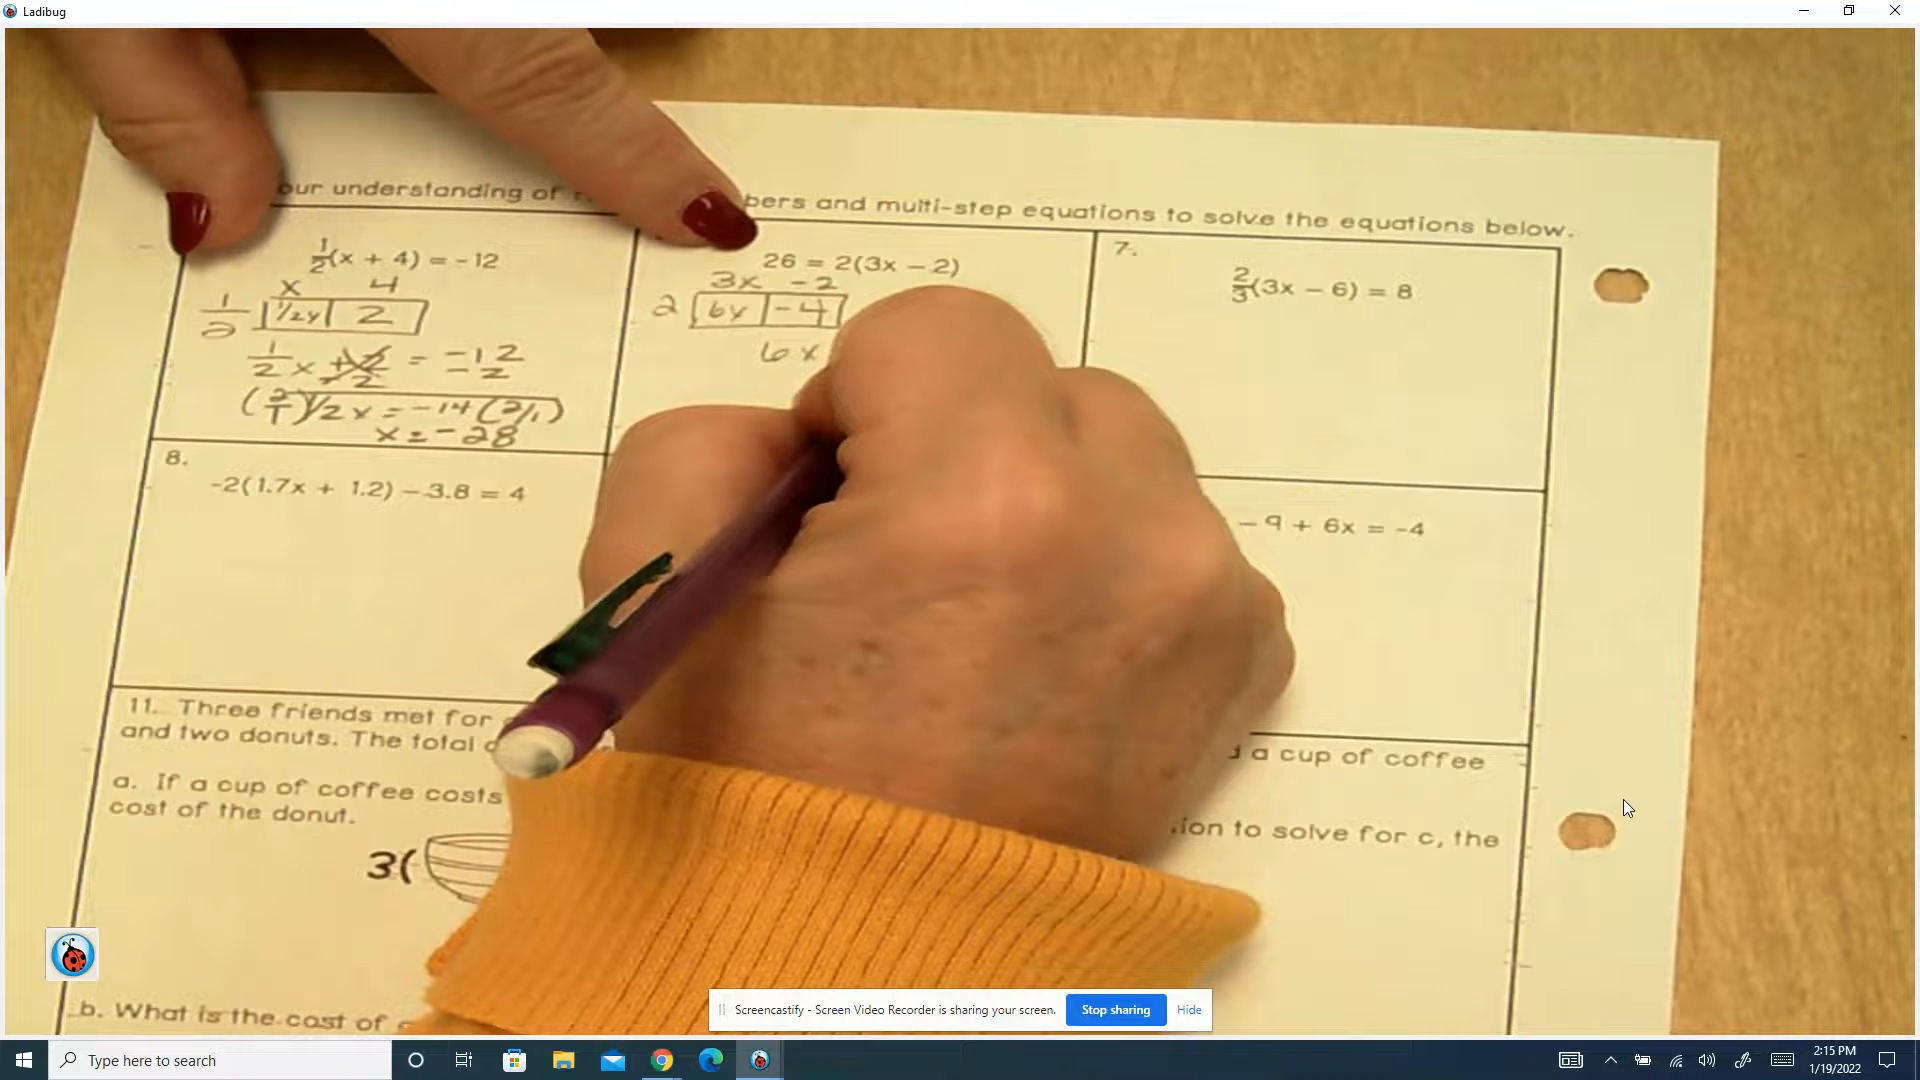 Ladibug
our understanding of
bers and multi-step equations to solve the equations below.
1/2(x + 4) = -12
x 4
1/2 1/2x 2
1/2 x +2 = -12
-2 -2
(2/1) 1/2 x = -14 (2/1)
x = -28
26 = 2(3x - 2)
3x -2
2 6x -4
6x
7.
2/3(3x - 6) = 8
8.
-2(1.7x + 1.2) - 3.8 = 4
- 9 + 6x = -4
11. Three friends met for
a cup of coffee
and two donuts. The total
a. If a cup of coffee costs
ion to solve for c, the
cost of the donut.
3(
b. What is the cost of
Screencastify - Screen Video Recorder is sharing your screen.
Stop sharing
Hide
Type here to search
2:15 PM
1/19/2022